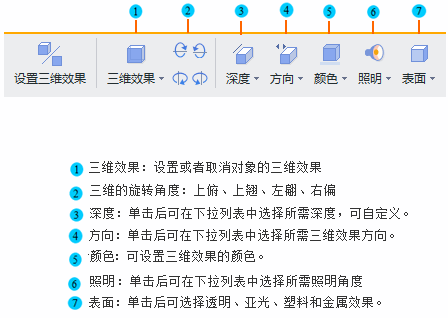 1 2 3 4 5 6 7
设置三维效果 三维效果 深度 方向 颜色 照明 表面
1 三维效果：设置或者取消对象的三维效果
2 三维的旋转角度：上俯、上翘、左翩、右偏
3 深度：单击后可在下拉列表中选择所需深度，可自定义。
4 方向：单击后可在下拉列表中选择所需三维效果方向。
5 颜色：可设置三维效果的颜色。
6 照明：单击后可在下拉列表中选择所需照明角度
7 表面：单击后可选择透明、亚光、塑料和金属效果。